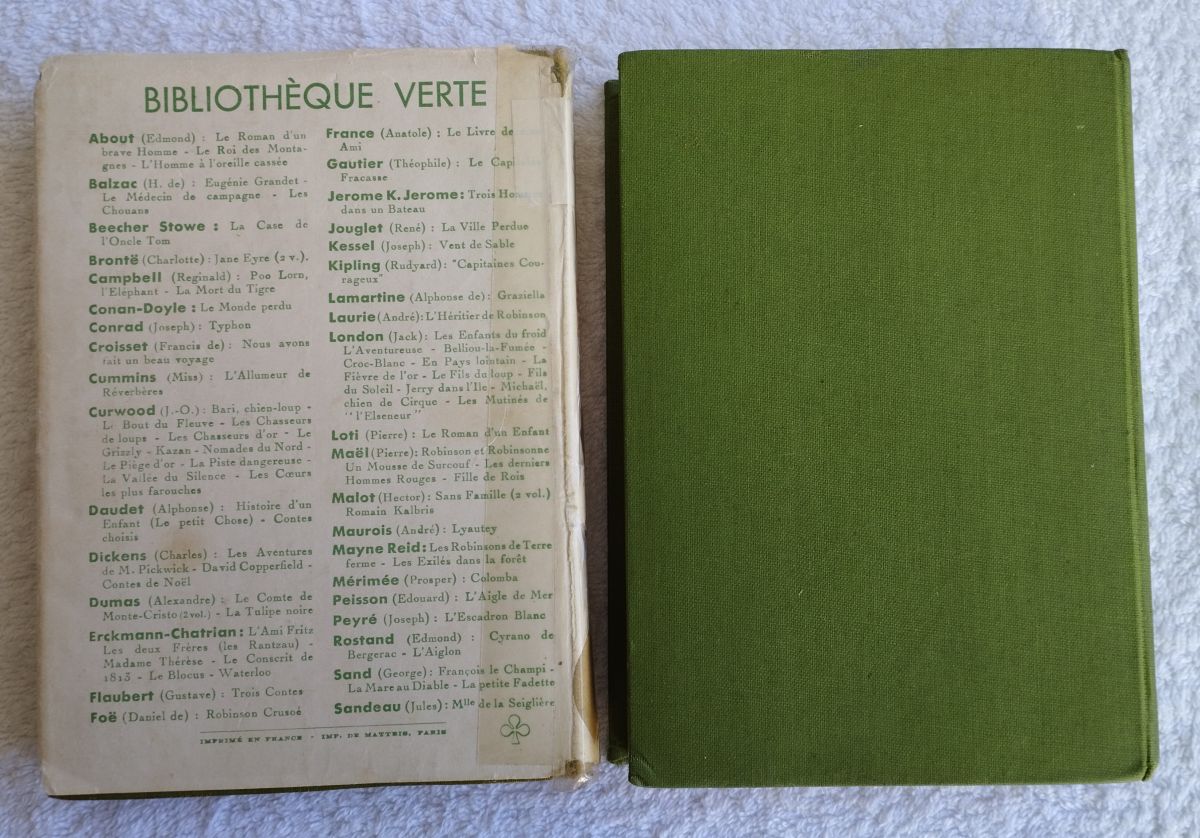 BIBLIOTHÈQUE VERTE
About (Edmond) : Le Roman d'un
brave Homme - Le Roi des Monta-
gnes - L'Homme à l'oreille cassée
Balzac (H. de) : Eugénie Grandet -
Le Médecin de campagne - Les
Chouans
Beecher Stowe : La Case de
l'Oncle Tom
Brontë (Charlotte) : Jane Eyre (2 v.).
Campbell (Reginald) : Poo Lorn,
l'Eléphant - La Mort du Tigre
Conan-Doyle : Le Monde perdu
Conrad (Joseph) : Typhon
Croisset (Francis de) : Nous avons
fait un beau voyage
Cummins (Miss) : L'Allumeur de
Réverbères
Curwood (J.-O.) : Bari, chien-loup -
Le Bout du Fleuve - Les Chasseurs
de loups - Les Chasseurs d'or - Le
Grizzly - Kazan - Nomades du Nord -
Le Piège d'or - La Piste dangereuse -
La Vallée du Silence - Les Cœurs
les plus farouches
Daudet (Alphonse) : Histoire d'un
Enfant (Le petit Chose) - Contes
choisis
Dickens (Charles) : Les Aventures
de M. Pickwick - David Copperfield -
Contes de Noël
Dumas (Alexandre) : Le Comte de
Monte-Cristo (2 vol.) - La Tulipe noire
Erckmann-Chatrian : L'Ami Fritz
Les deux Frères (les Rantzau) -
Madame Thérèse - Le Conscrit de
1813 - Le Blocus - Waterloo
Flaubert (Gustave) : Trois Contes
Foë (Daniel de) : Robinson Crusoé
France (Anatole) : Le Livre de
Ami
Gautier (Théophile) : Le
Fracasse
Jerome K. Jerome : Trois
dans un Bateau
Jouglet (René) : La Ville Perdue
Kessel (Joseph) : Vent de Sable
Kipling (Rudyard) : "Capitaines Cou-
rageux"
Lamartine (Alphonse de) : Graziella
Laurie (André) : L'Héritier de Robinson
London (Jack) : Les Enfants du froid
L'Aventureuse - Belliou-la-Fumée -
Croc-Blanc - En Pays lointain - La
Fièvre de l'or - Le Fils du loup - Fils
du Soleil - Jerry dans l'Ile - Michaël,
chien de Cirque - Les Mutinés de
"l'Elseneur"
Loti (Pierre) : Le Roman d'un Enfant
Maël (Pierre) : Robinson et Robinsonne
Un Mousse de Surcouf - Les derniers
Hommes Rouges - Fille de Rois
Malot (Hector) : Sans Famille (2 vol.)
Romain Kalbris
Maurois (André) : Lyautey
Mayne Reid : Les Robinsons de Terre
ferme - Les Exilés dans la forêt
Mérimée (Prosper) : Colomba
Peisson (Edouard) : L'Aigle de Mer
Peyré (Joseph) : L'Escadron Blanc
Rostand (Edmond) : Cyrano de
Bergerac - L'Aiglon
Sand (George) : François le Champi -
La Mare au Diable - La petite Fadette
Sandeau (Jules) : Mlle de la Seiglière
IMPRIMÉ EN FRANCE - IMP. DE MATTEIS, PARIS